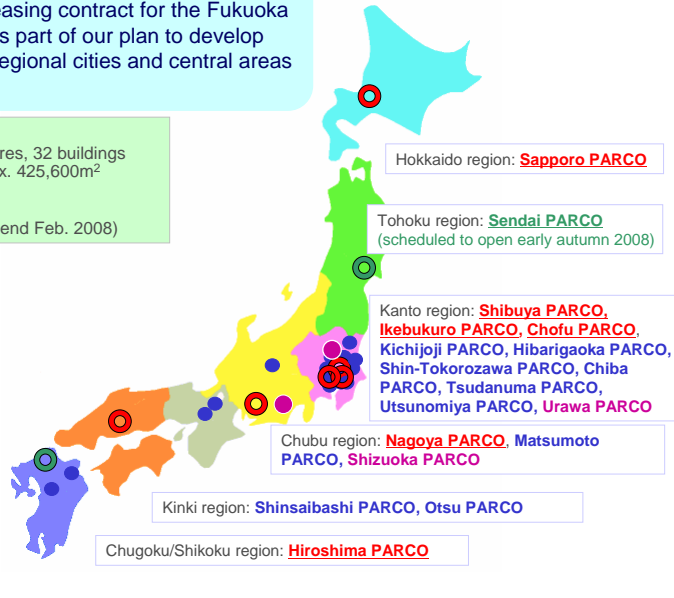 easing contract for the Fukuoka
s part of our plan to develop
egional cities and central areas
res, 32 buildings
x. 425,600m²
end Feb. 2008)
Hokkaido region: Sapporo PARCO
Tohoku region: Sendai PARCO
(scheduled to open early autumn 2008)
Kanto region: Shibuya PARCO,
Ikebukuro PARCO, Chofu PARCO,
Kichijoji PARCO, Hibarigaoka PARCO,
Shin-Tokorozawa PARCO, Chiba
PARCO, Tsudanuma PARCO,
Utsunomiya PARCO, Urawa PARCO
Chubu region: Nagoya PARCO, Matsumoto
PARCO, Shizuoka PARCO
Kinki region: Shinsaibashi PARCO, Otsu PARCO
Chugoku/Shikoku region: Hiroshima PARCO